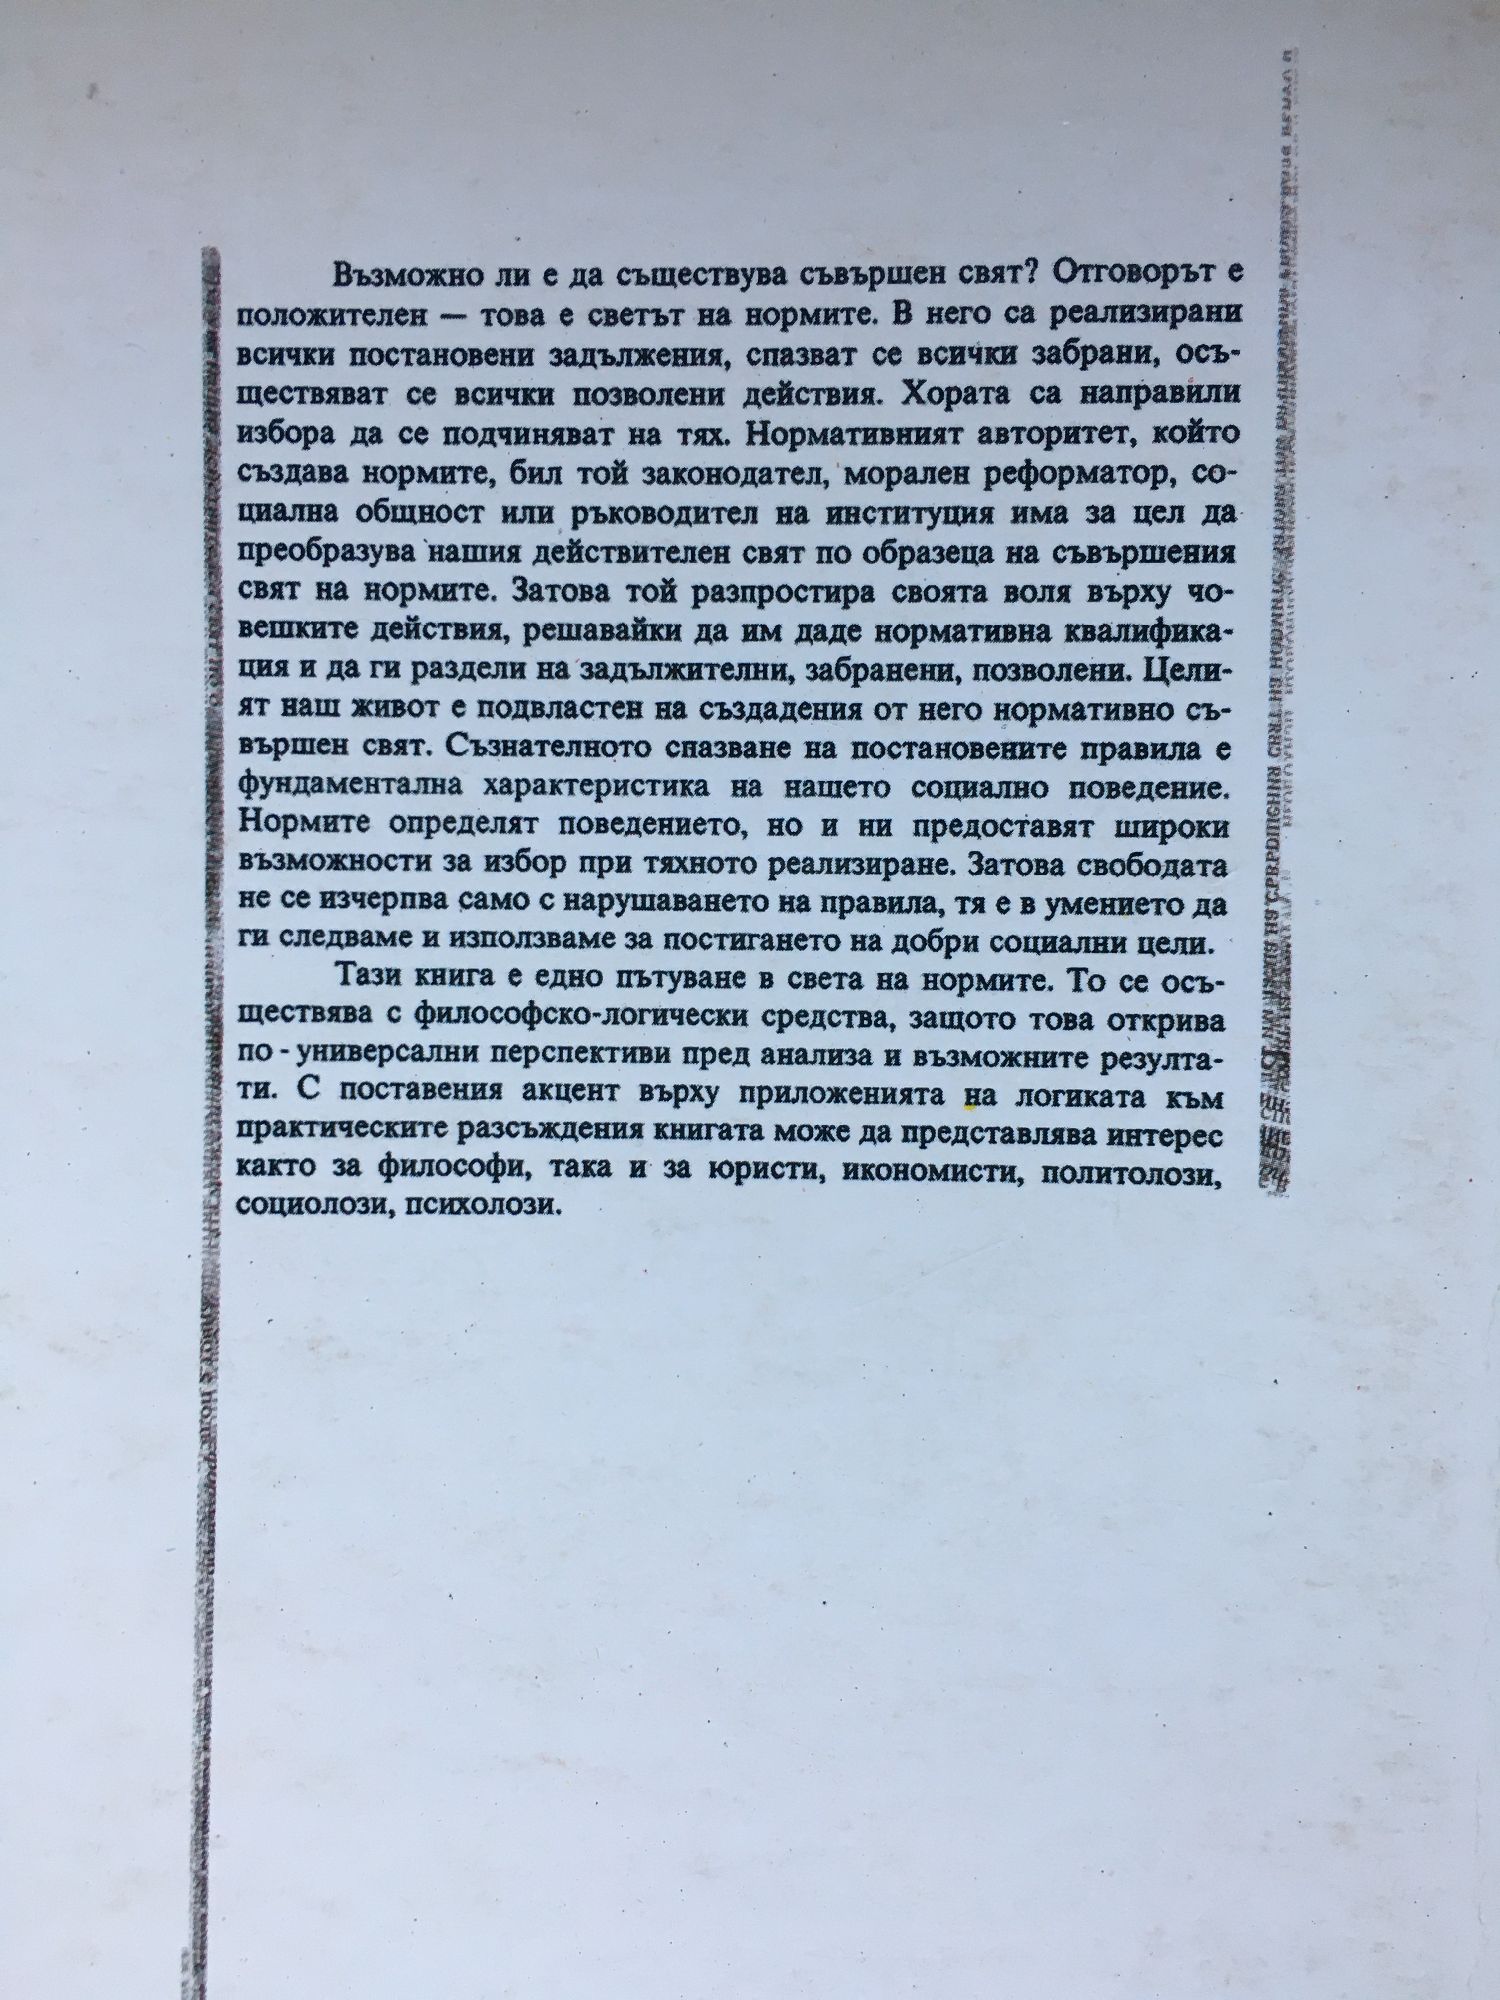 Възможно ли е да съществува съвършен свят? Отговорът е
положителен — това е светът на нормите. В него са реализирани
всички постановени задължения, спазват се всички забрани, осъ-
ществяват се всички позволени действия. Хората са направили
избора да се подчиняват на тях. Нормативният авторитет, който
създава нормите, бил той законодател, морален реформатор, со-
циална общност или ръководител на институция има за цел да
преобразува нашия действителен свят по образеца на съвършения
свят на нормите. Затова той разпростира своята воля върху чо-
вешките действия, решавайки да им даде нормативна квалифика-
ция и да ги раздели на задължителни, забранени, позволени. Цели-
ят наш живот е подвластен на създадения от него нормативно съ-
вършен свят. Съзнателното спазване на постановените правила е
фундаментална характеристика на нашето социално поведение.
Нормите определят поведението, но и ни предоставят широки
възможности за избор при тяхното реализиране. Затова свободата
не се изчерпва само с нарушаването на правила, тя е в умението да
ги следваме и използваме за постигането на добри социални цели.
Тази книга е едно пътуване в света на нормите. То се осъ-
ществява с философско-логически средства, защото това открива
по - универсални перспективи пред анализа и възможните резулта-
ти. С поставения акцент върху приложенията на логиката към
практическите разсъждения книгата може да представлява интерес
както за философи, така и за юристи, икономисти, политолози,
социолози, психолози.